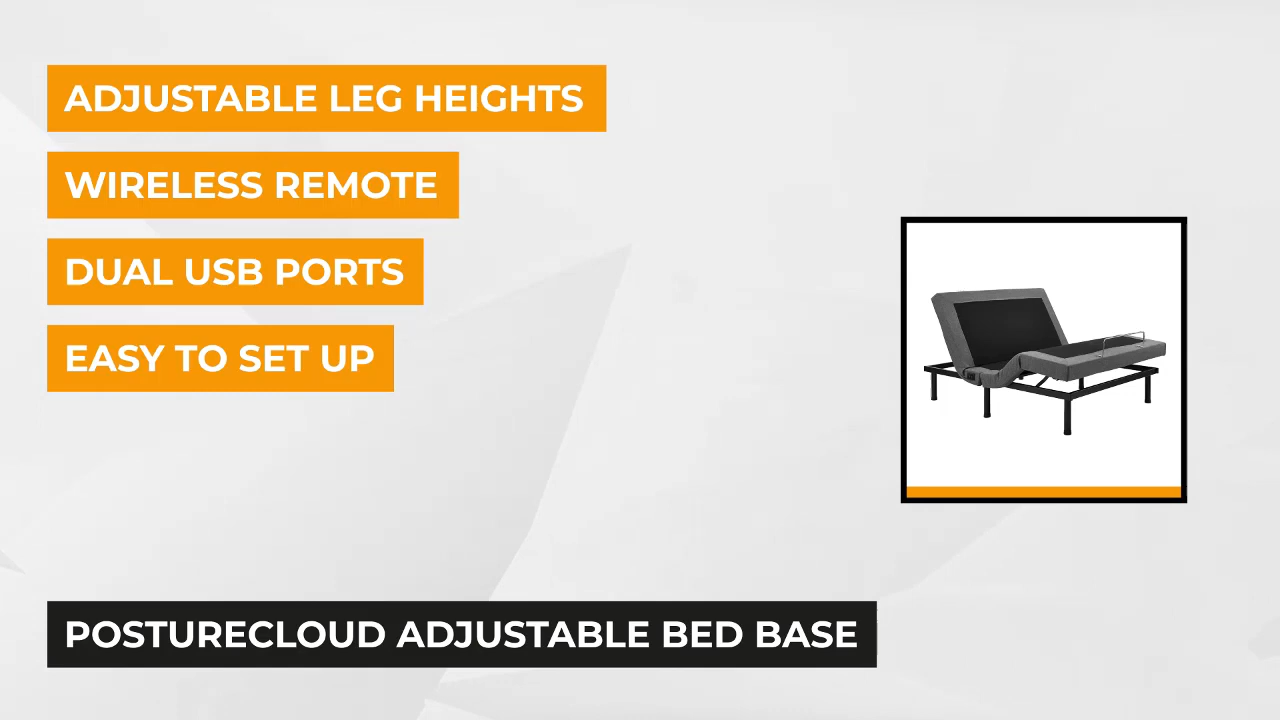 ADJUSTABLE LEG HEIGHTS
WIRELESS REMOTE
DUAL USB PORTS
EASY TO SET UP
POSTURECLOUD ADJUSTABLE BED BASE